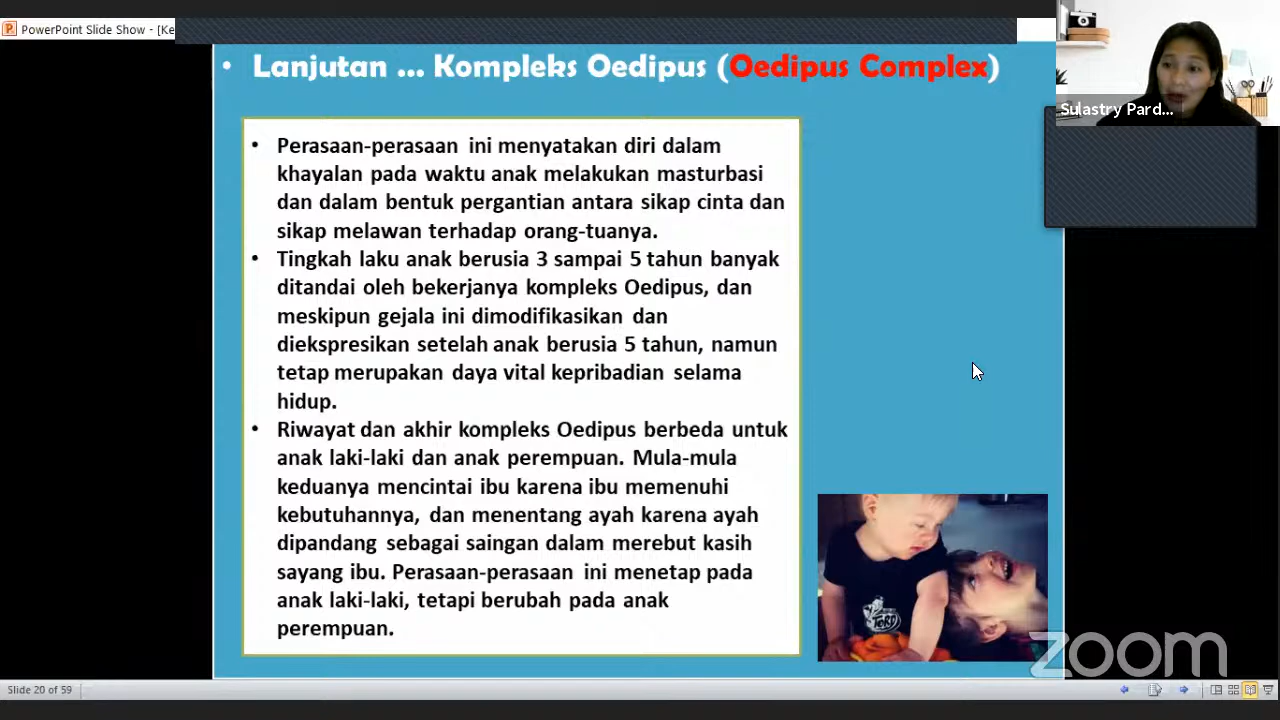 PowerPoint Slide Show - [Ke
• Lanjutan ... Kompleks Oedipus (Oedipus Complex)
Sulastry Pard...
• Perasaan-perasaan ini menyatakan diri dalam
khayalan pada waktu anak melakukan masturbasi
dan dalam bentuk pergantian antara sikap cinta dan
sikap melawan terhadap orang-tuanya.
• Tingkah laku anak berusia 3 sampai 5 tahun banyak
ditandai oleh bekerjanya kompleks Oedipus, dan
meskipun gejala ini dimodifikasikan dan
diekspresikan setelah anak berusia 5 tahun, namun
tetap merupakan daya vital kepribadian selama
hidup.
• Riwayat dan akhir kompleks Oedipus berbeda untuk
anak laki-laki dan anak perempuan. Mula-mula
keduanya mencintai ibu karena ibu memenuhi
kebutuhannya, dan menentang ayah karena ayah
dipandang sebagai saingan dalam merebut kasih
sayang ibu. Perasaan-perasaan ini menetap pada
anak laki-laki, tetapi berubah pada anak
perempuan.
zoom
Slide 20 of 59